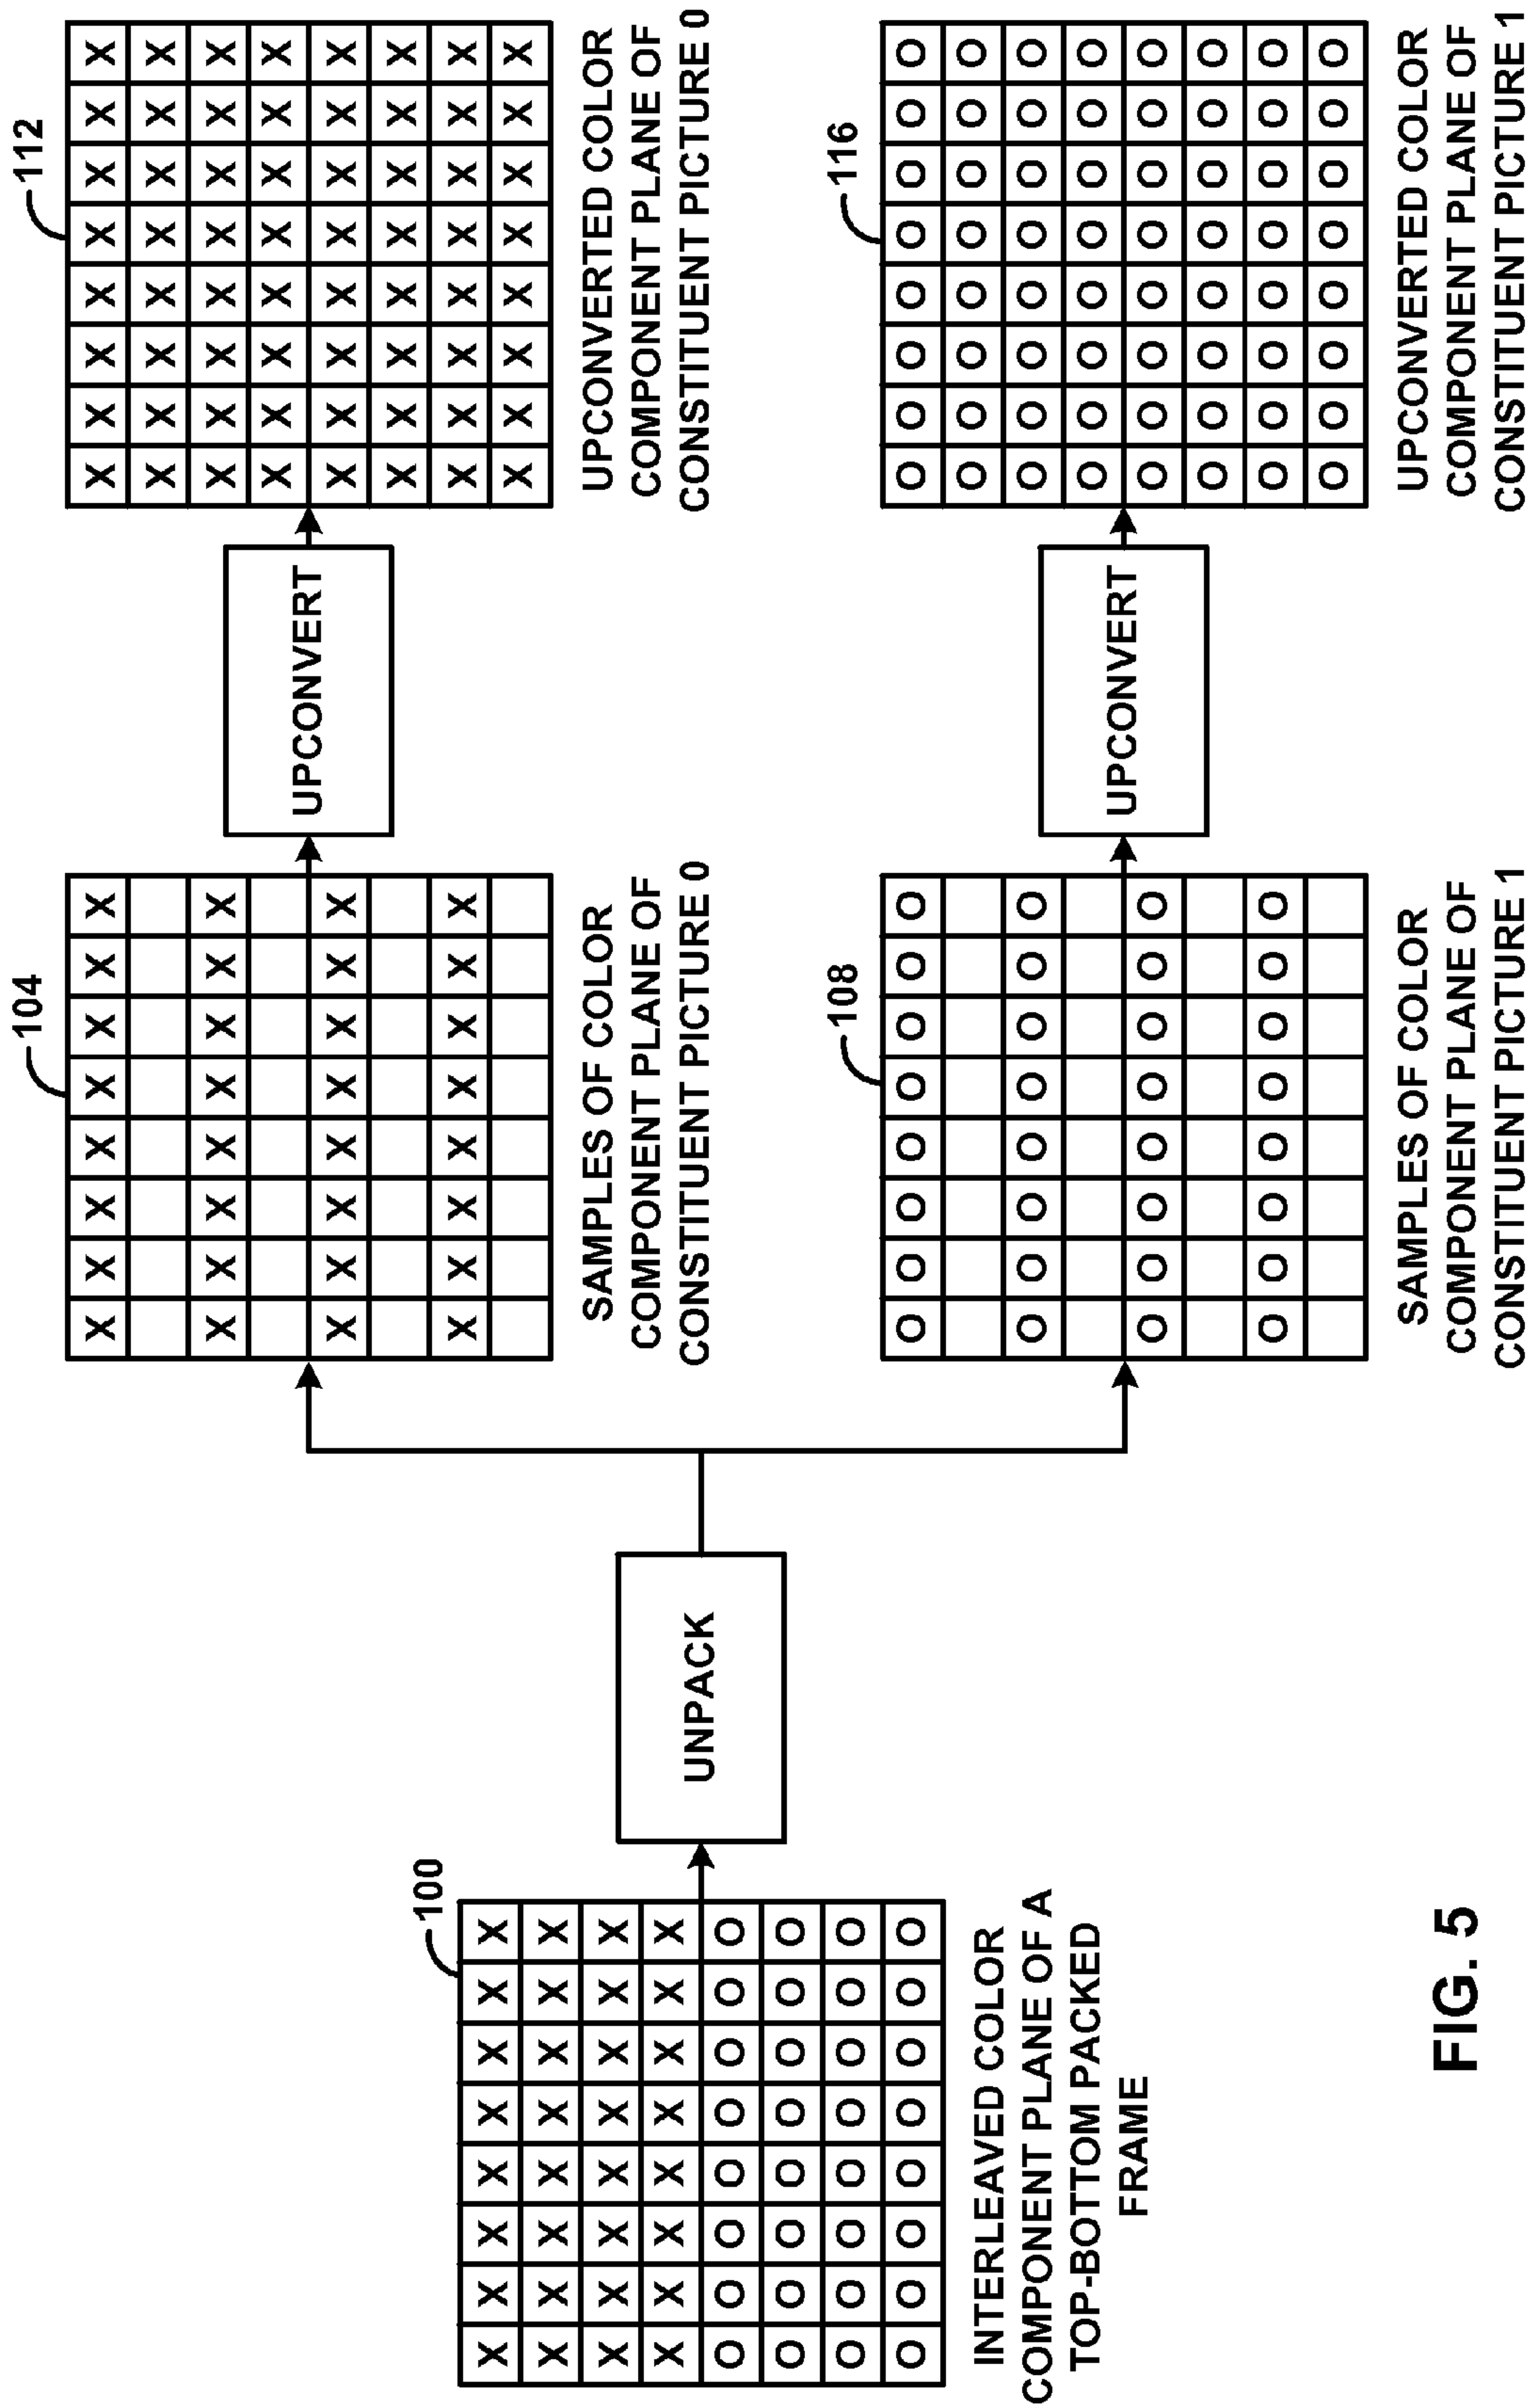 100
X X X X X X X X
X X X X X X X X
X X X X X X X X
X X X X X X X X
O O O O O O O O
O O O O O O O O
O O O O O O O O
O O O O O O O O
INTERLEAVED COLOR
COMPONENT PLANE OF A
TOP-BOTTOM PACKED
FRAME
UNPACK
104
X X X X X X X X
X X X X X X X X
X X X X X X X X
X X X X X X X X
SAMPLES OF COLOR
COMPONENT PLANE OF
CONSTITUENT PICTURE 0
UPCONVERT
112
X X X X X X X X
X X X X X X X X
X X X X X X X X
X X X X X X X X
X X X X X X X X
X X X X X X X X
X X X X X X X X
X X X X X X X X
UPCONVERTED COLOR
COMPONENT PLANE OF
CONSTITUENT PICTURE 0
108
O O O O O O O O
O O O O O O O O
O O O O O O O O
O O O O O O O O
SAMPLES OF COLOR
COMPONENT PLANE OF
CONSTITUENT PICTURE 1
UPCONVERT
116
O O O O O O O O
O O O O O O O O
O O O O O O O O
O O O O O O O O
O O O O O O O O
O O O O O O O O
O O O O O O O O
O O O O O O O O
UPCONVERTED COLOR
COMPONENT PLANE OF
CONSTITUENT PICTURE 1
FIG. 5